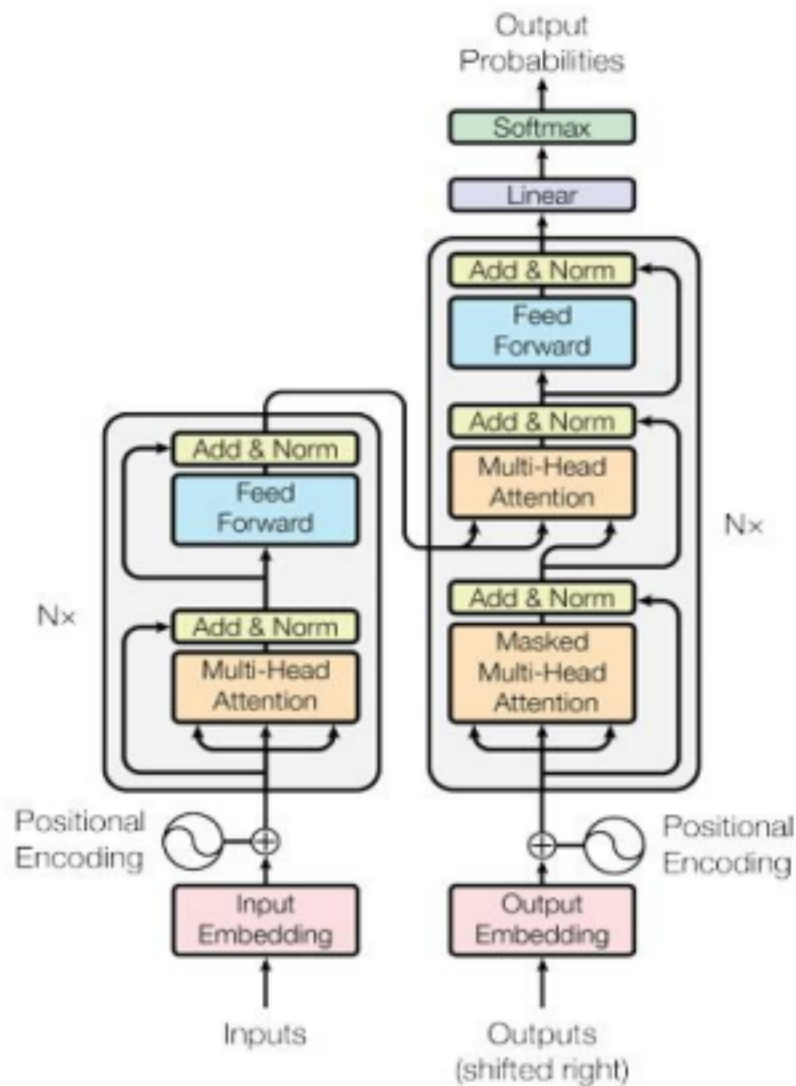 Output
Probabilities
Softmax
Linear
Add & Norm
Feed
Forward
Add & Norm
Multi-Head
Attention
Nx
Add & Norm
Masked
Multi-Head
Attention
Add & Norm
Feed
Forward
Nx
Add & Norm
Multi-Head
Attention
Positional
Encoding
Positional
Encoding
Input
Embedding
Output
Embedding
Inputs
Outputs
(shifted right)